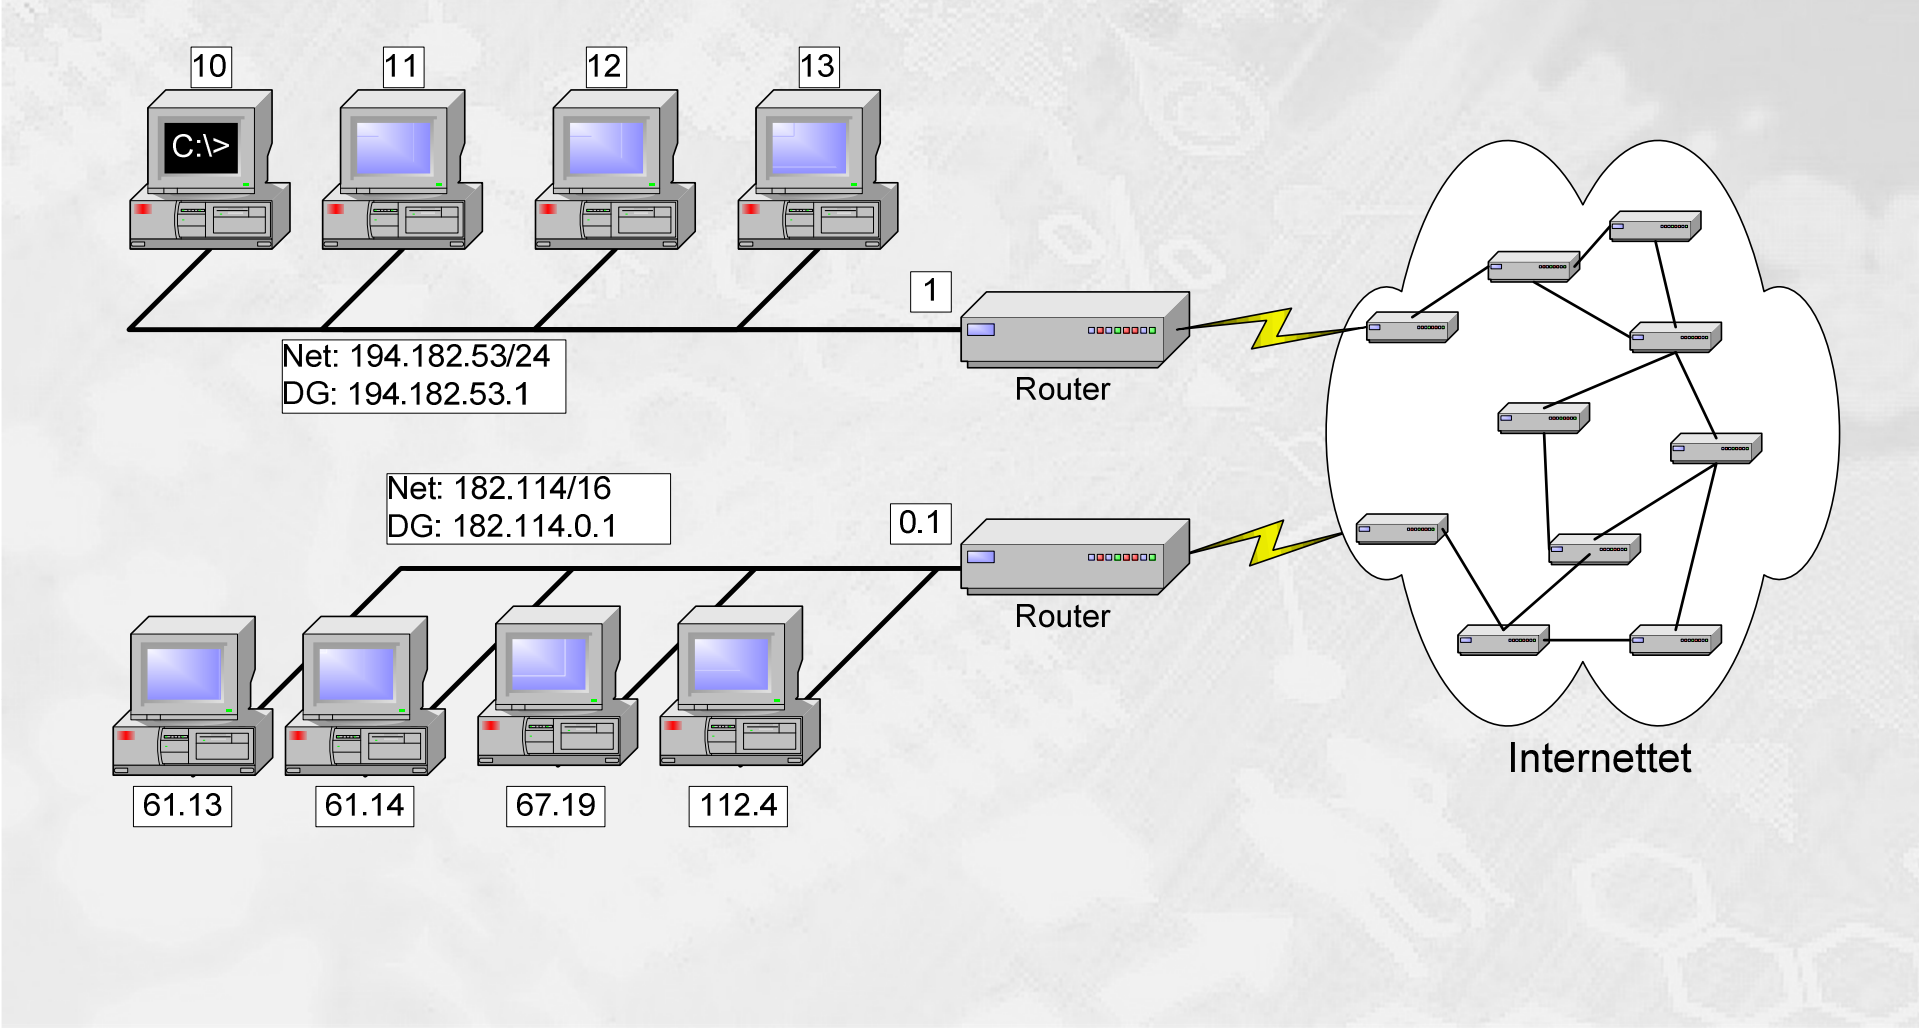 10
11
12
13
C:\>
1
Net: 194.182.53/24
DG: 194.182.53.1
Router
Net: 182.114/16
DG: 182.114.0.1
0.1
Router
61.13
61.14
67.19
112.4
Internettet